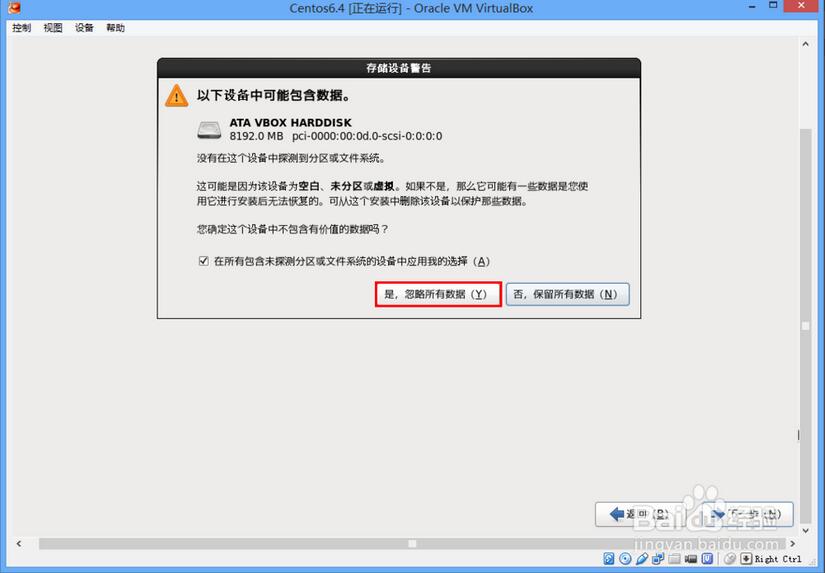 Centos6.4 [正在运行] - Oracle VM VirtualBox
控制 视图 设备 帮助
存储设备警告
以下设备中可能包含数据。
ATA VBOX HARDDISK
8192.0 MB pci-0000:00:0d.0-scsi-0:0:0:0
没有在这个设备中探测到分区或文件系统。
这可能是因为该设备为空白、未分区或虚拟。如果不是，那么它可能有一些数据是您使
用它进行安装后无法恢复的。可从这个安装中删除该设备以保护那些数据。
您确定这个设备中不包含有价值的数据吗？
在所有包含未探测分区或文件系统的设备中应用我的选择（A）
是，忽略所有数据（Y） 否，保留所有数据（N）
返回（B） 下一步（N）
Baidu经验
jingyan.baidu.com
Right Ctrl